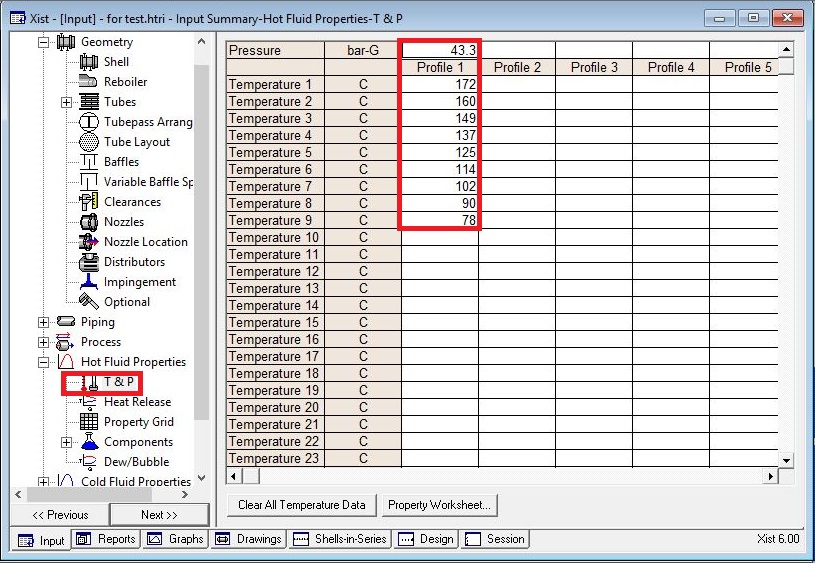 Xist - [Input] - for test.htri - Input Summary-Hot Fluid Properties-T & P
Geometry
Shell
Reboiler
Tubes
Tubepass Arrang
Tube Layout
Baffles
Variable Baffle Sp
Clearances
Nozzles
Nozzle Location
Distributors
Impingement
Optional
Piping
Process
Hot Fluid Properties
T & P
Heat Release
Property Grid
Components
Dew/Bubble
Cold Fluid Properties
<< Previous Next >>
Pressure bar-G 43.3
Profile 1 Profile 2 Profile 3 Profile 4 Profile 5
Temperature 1 C 172
Temperature 2 C 160
Temperature 3 C 149
Temperature 4 C 137
Temperature 5 C 125
Temperature 6 C 114
Temperature 7 C 102
Temperature 8 C 90
Temperature 9 C 78
Temperature 10 C
Temperature 11 C
Temperature 12 C
Temperature 13 C
Temperature 14 C
Temperature 15 C
Temperature 16 C
Temperature 17 C
Temperature 18 C
Temperature 19 C
Temperature 20 C
Temperature 21 C
Temperature 22 C
Temperature 23 C
Clear All Temperature Data Property Worksheet...
Input Reports Graphs Drawings Shells-in-Series Design Session Xist 6.00